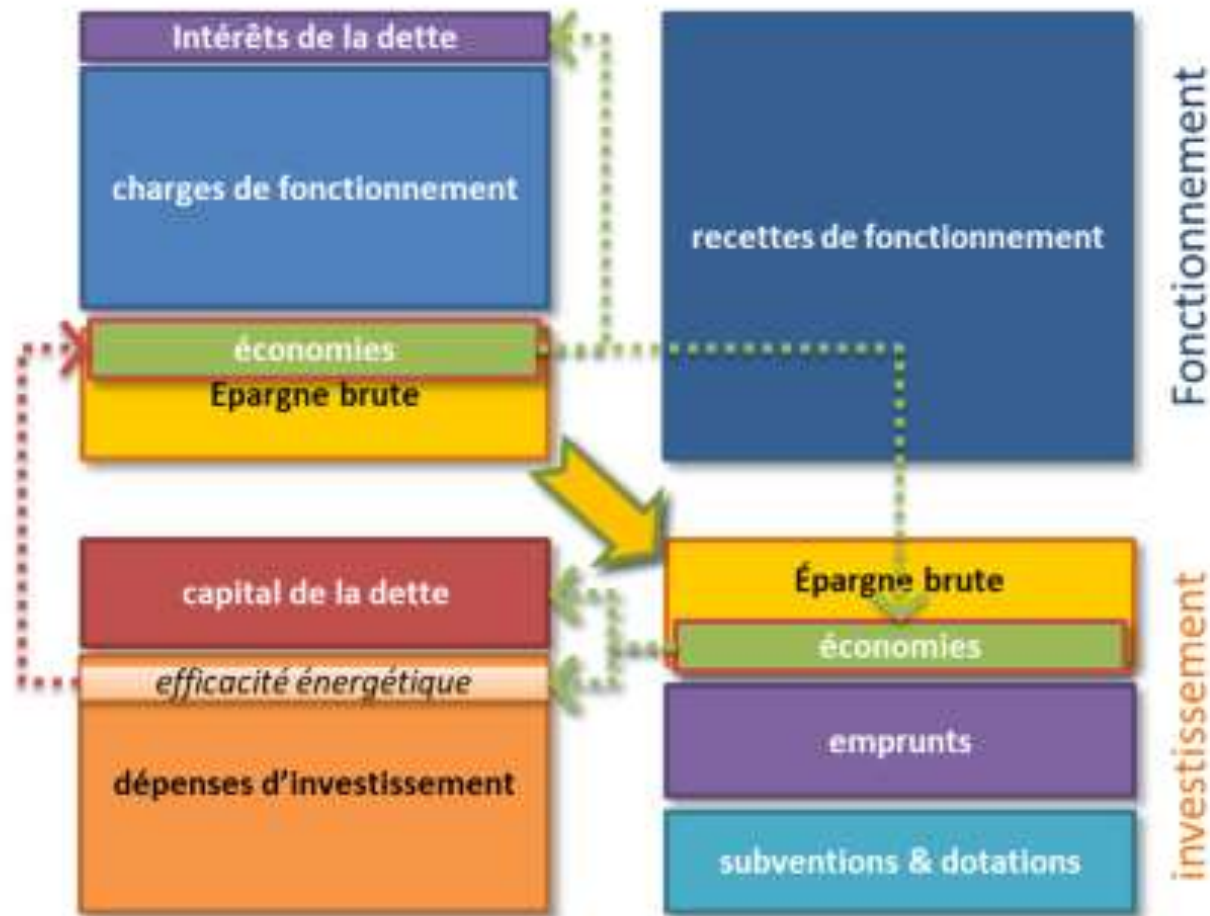 Intérêts de la dette
charges de fonctionnement
économies
Epargne brute
recettes de fonctionnement
Fonctionnement
capital de la dette
efficacité énergétique
dépenses d'investissement
Épargne brute
économies
emprunts
subventions & dotations
investissement